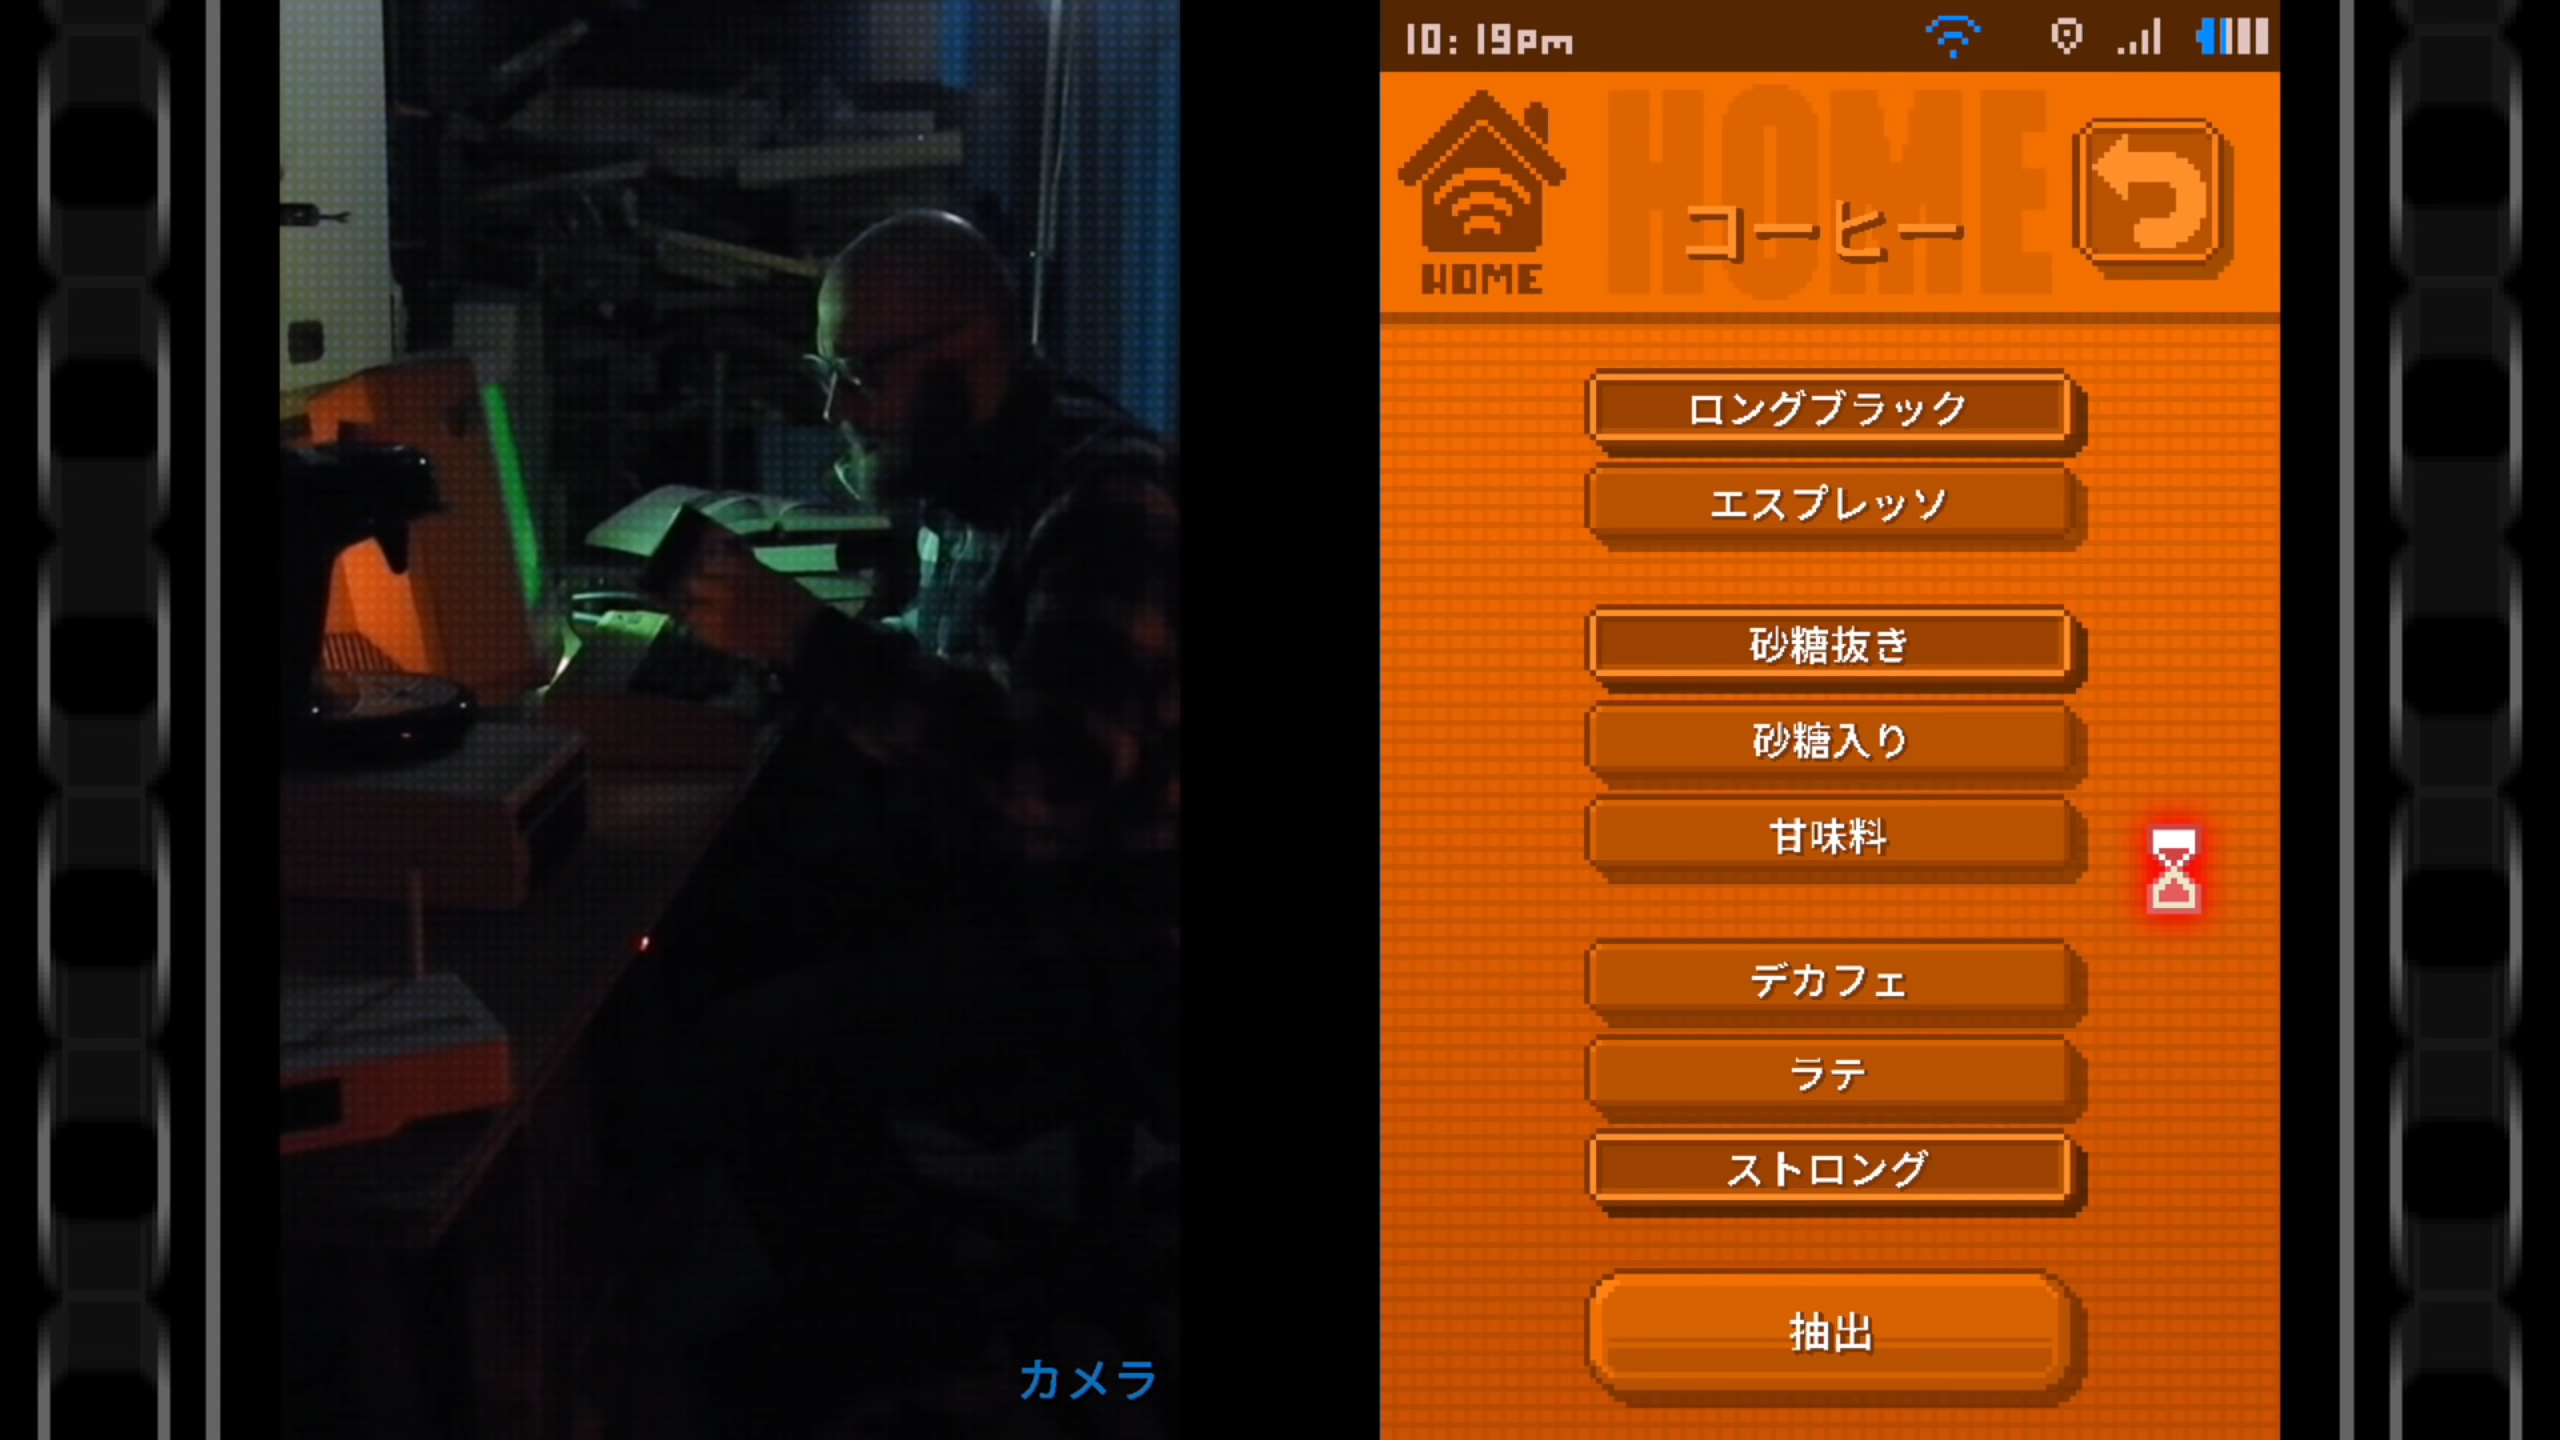 カメラ
10:19pm
HOME
HOME
コーヒー
ロングブラック
エスプレッソ
砂糖抜き
砂糖入り
甘味料
デカフェ
ラテ
ストロング
抽出